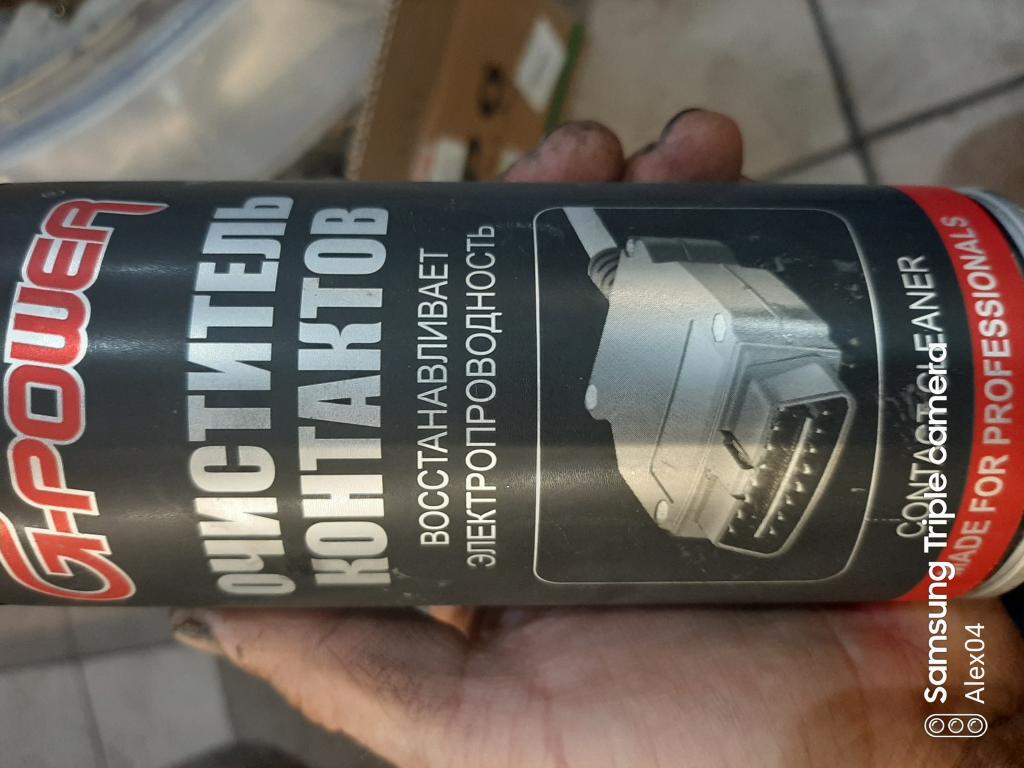 G-POWER
®
ОЧИСТИТЕЛЬ
КОНТАКТОВ
ВОССТАНАВЛИВАЕТ
ЭЛЕКТРОПРОВОДНОСТЬ
CONTACT CLEANER
MADE FOR PROFESSIONALS
Samsung Triple camera
Alex04